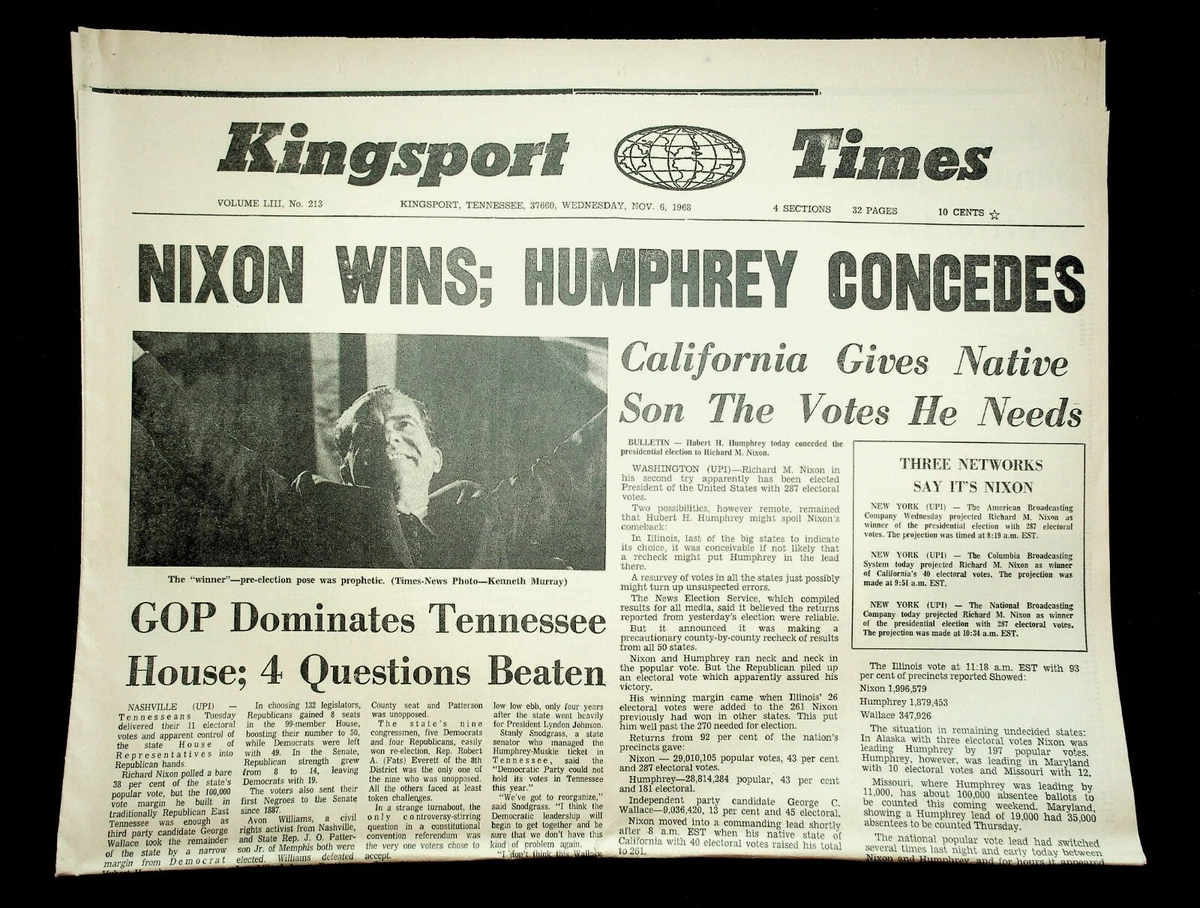 Kingsport Times
VOLUME LIII, No. 213
KINGSPORT, TENNESSEE, 37660, WEDNESDAY, NOV. 6, 1968
4 SECTIONS 32 PAGES 10 CENTS ☆
NIXON WINS; HUMPHREY CONCEDES
The "winner"—pre-election pose was prophetic. (Times-News Photo—Kenneth Murray)
GOP Dominates Tennessee
House; 4 Questions Beaten
NASHVILLE (UPI) —
Tennesseans Tuesday
delivered their 11 electoral
votes and apparent control of
the state House of
Representatives into
Republican hands.
Richard Nixon polled a bare
38 per cent of the state's
popular vote, but the 100,000
vote margin he built in
traditionally Republican East
Tennessee was enough as
third party candidate George
Wallace took the remainder
of the state by a narrow
margin from Democrat
In choosing 132 legislators,
Republicans gained 8 seats
in the 99-member House,
boosting their number to 50,
while Democrats were left
with 49. In the Senate,
Republican strength grew
from 8 to 14, leaving
Democrats with 19.
The voters also sent their
first Negroes to the Senate
since 1887.
Avon Williams, a civil
rights activist from Nashville,
and State Rep. J. O. Patter-
son Jr. of Memphis both were
elected. Williams defeated
County seat and Patterson
was unopposed.
The state's nine
congressmen, five Democrats
and four Republicans, easily
won re-election. Rep. Robert
A. (Fats) Everett of the 8th
District was the only one of
the nine who was unopposed.
All the others faced at least
token challenges.
In a strange turnabout, the
only controversy-stirring
question in a constitutional
convention referendum was
the very one voters chose to
accept.
low low ebb, only four years
after the state went heavily
for President Lyndon Johnson.
Stanly Snodgrass, a state
senator who managed the
Humphrey-Muskie ticket in
Tennessee, said the
"Democratic Party could not
hold its votes in Tennessee
this year."
"We've got to reorganize,"
said Snodgrass. "I think the
Democratic leadership will
begin to get together and be
sure that we don't have this
kind of problem again.
"I don't think this Wallace
California Gives Native
Son The Votes He Needs
BULLETIN — Hubert H. Humphrey today conceded the
presidential election to Richard M. Nixon.
WASHINGTON (UPI)—Richard M. Nixon in
his second try apparently has been elected
President of the United States with 287 electoral
votes.
Two possibilities, however remote, remained
that Hubert H. Humphrey might spoil Nixon's
comeback:
In Illinois, last of the big states to indicate
its choice, it was conceivable if not likely that
a recheck might put Humphrey in the lead
there.
A resurvey of votes in all the states just possibly
might turn up unsuspected errors.
The News Election Service, which compiled
results for all media, said it believed the returns
reported from yesterday's election were reliable.
But it announced it was making a
precautionary county-by-county recheck of results
from all 50 states.
Nixon and Humphrey ran neck and neck in
the popular vote. But the Republican piled up
an electoral vote which apparently assured his
victory.
His winning margin came when Illinois' 26
electoral votes were added to the 261 Nixon
previously had won in other states. This put
him well past the 270 needed for election.
Returns from 92 per cent of the nation's
precincts gave:
Nixon — 29,010,105 popular votes, 43 per cent
and 287 electoral votes.
Humphrey—28,814,284 popular, 43 per cent
and 181 electoral.
Independent party candidate George C.
Wallace—9,036,420, 13 per cent and 45 electoral.
Nixon moved into a commanding lead shortly
after 8 a.m. EST when his native state of
California with 40 electoral votes raised his total
to 261.
THREE NETWORKS
SAY IT'S NIXON
NEW YORK (UPI) — The American Broadcasting
Company Wednesday projected Richard M. Nixon as
winner of the presidential election with 287 electoral
votes. The projection was timed at 8:19 a.m. EST.
NEW YORK (UPI) — The Columbia Broadcasting
System today projected Richard M. Nixon as winner
of California's 40 electoral votes. The projection was
made at 9:51 a.m. EST.
NEW YORK (UPI) — The National Broadcasting
Company today projected Richard M. Nixon as winner
of the presidential election with 287 electoral votes.
The projection was made at 10:34 a.m. EST.
The Illinois vote at 11:18 a.m. EST with 93
per cent of precincts reported Showed:
Nixon 1,996,579
Humphrey 1,879,453
Wallace 347,926
The situation in remaining undecided states:
In Alaska with three electoral votes Nixon was
leading Humphrey by 197 popular votes.
Humphrey, however, was leading in Maryland
with 10 electoral votes and Missouri with 12.
Missouri, where Humphrey was leading by
11,000, has about 100,000 absentee ballots to
be counted this coming weekend. Maryland,
showing a Humphrey lead of 19,000 had 35,000
absentees to be counted Thursday.
The national popular vote lead had switched
several times last night and early today between
Nixon and Humphrey, and for hours it appeared